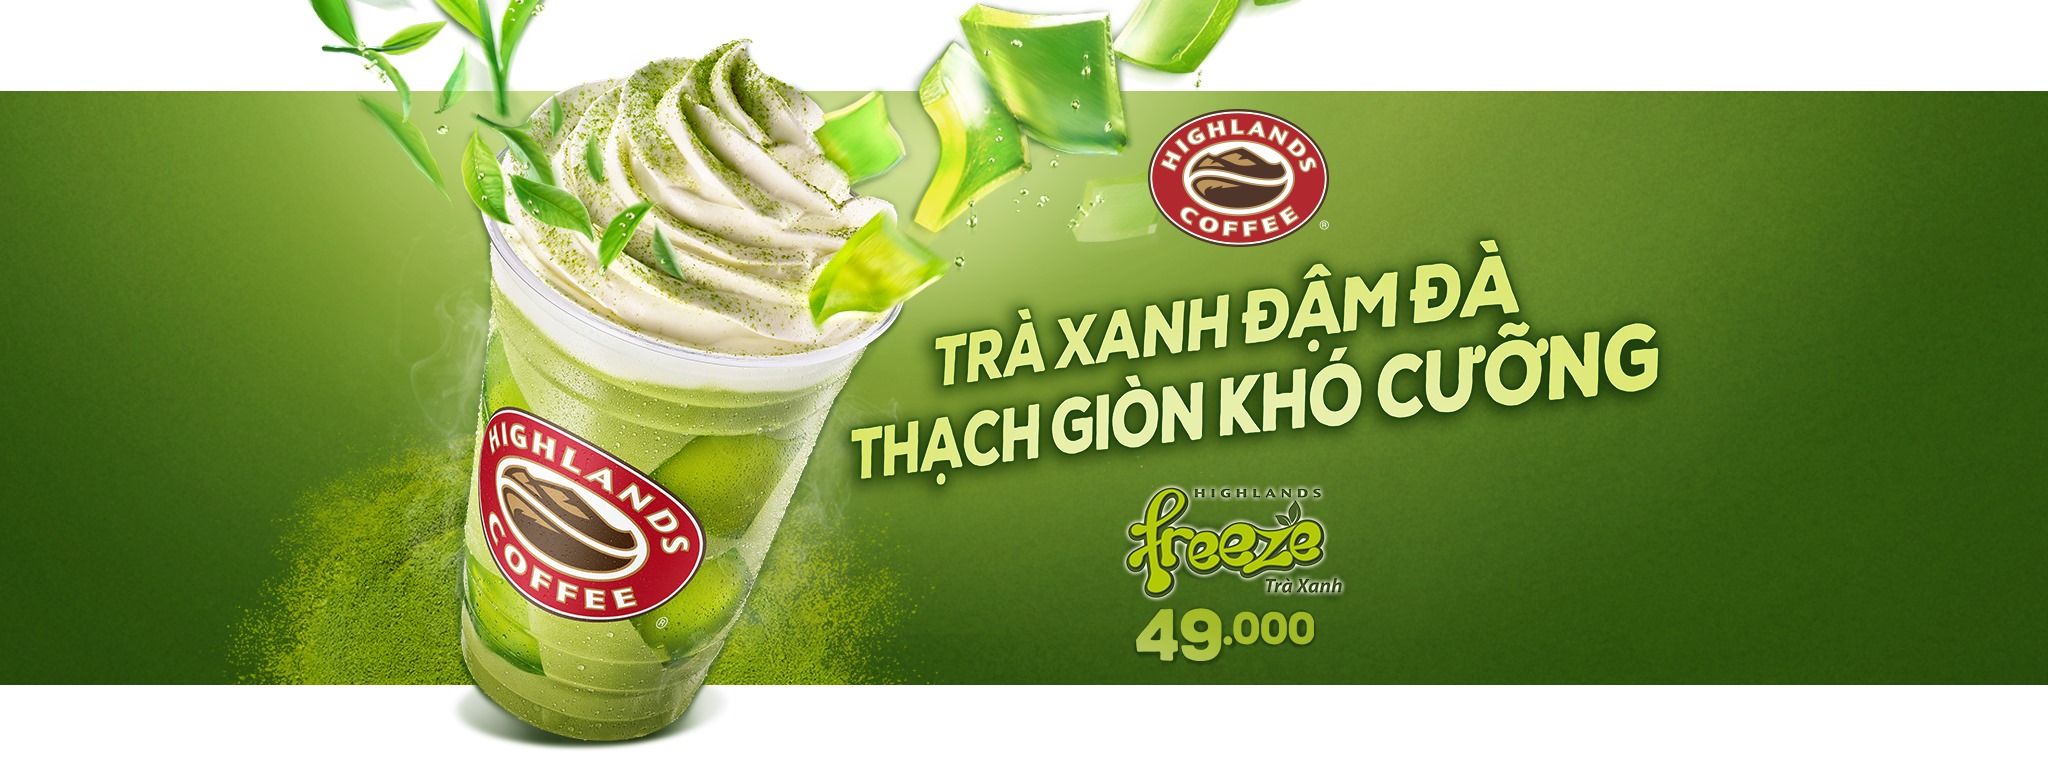 HIGHLANDS
COFFEE
®
TRÀ XANH ĐẬM ĐÀ
THẠCH GIÒN KHÓ CƯỠNG
HIGHLANDS
COFFEE
®
HIGHLANDS
freeze
Trà Xanh
49.000